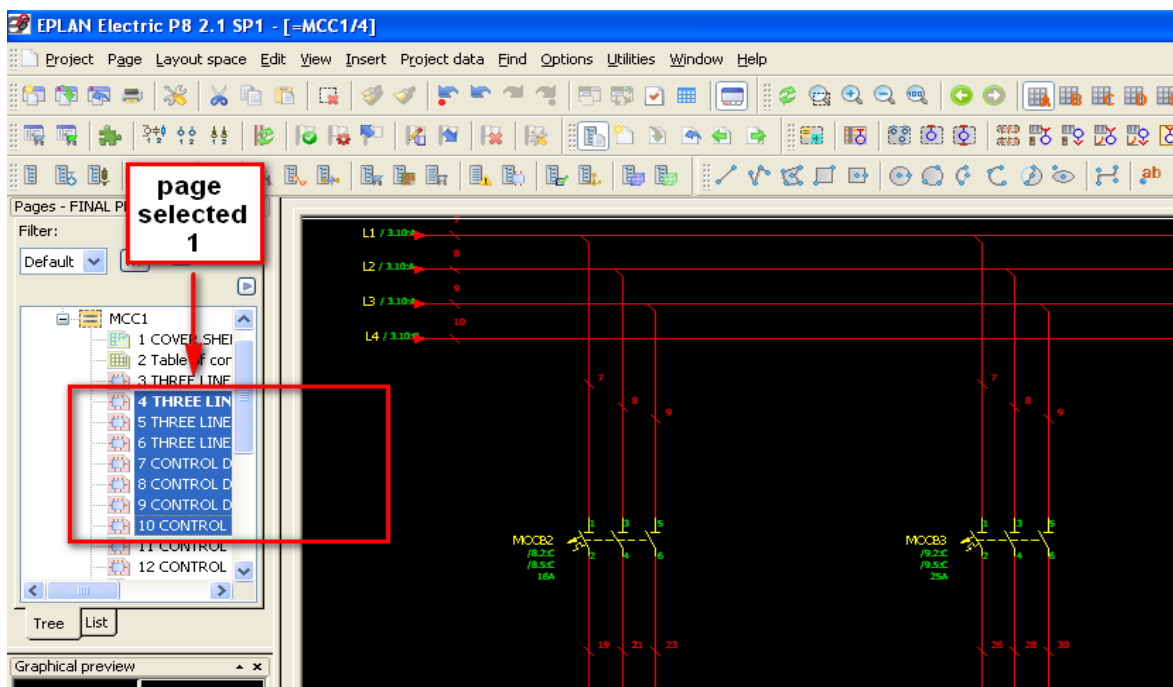 EPLAN Electric P8 2.1 SP1 - [=MCC1/4]
Project Page Layout space Edit View Insert Project data Find Options Utilities Window Help
100
ab
page
selected
1
Pages - FINAL
Filter:
Default
MCC1
1 COVER SHE
2 Table of cor
3 THREE LINE
4 THREE LIN
5 THREE LINE
6 THREE LINE
7 CONTROL D
8 CONTROL D
9 CONTROL D
10 CONTROL
11 CONTROL
12 CONTROL
Tree List
Graphical preview
7
L1 / 3.10:A
8
L2 / 3.10:A
9
L3 / 3.10:A
10
L4 / 3.10:
7 8 9
7 8 9
1 3 5
MCCB2
/8.2:C
/8.5:C
16A
2 4 6
1 3 5
MCCB3
/9.2:C
/9.5:C
25A
2 4 6
19 21 23
26 28 30